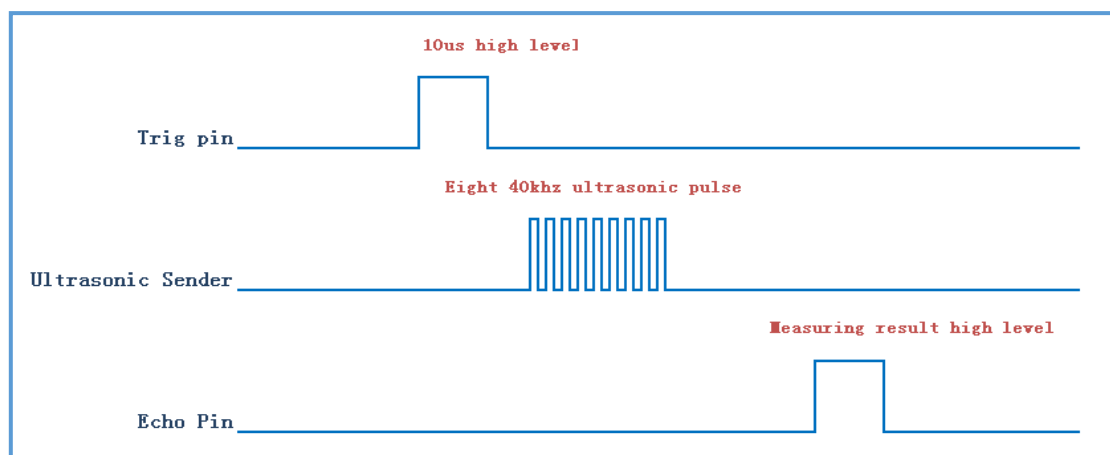 10us high level
Trig pin
Eight 40khz ultrasonic pulse
Ultrasonic Sender
Measuring result high level
Echo Pin